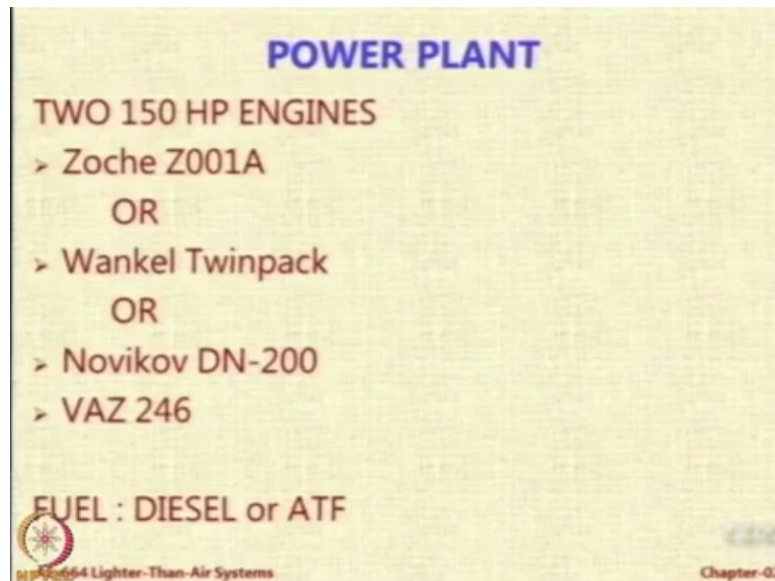 POWER PLANT
TWO 150 HP ENGINES
➢ Zoche Z001A
OR
➢ Wankel Twinpack
OR
➢ Novikov DN-200
➢ VAZ 246
FUEL : DIESEL or ATF
664 Lighter-Than-Air Systems
Chapter-0